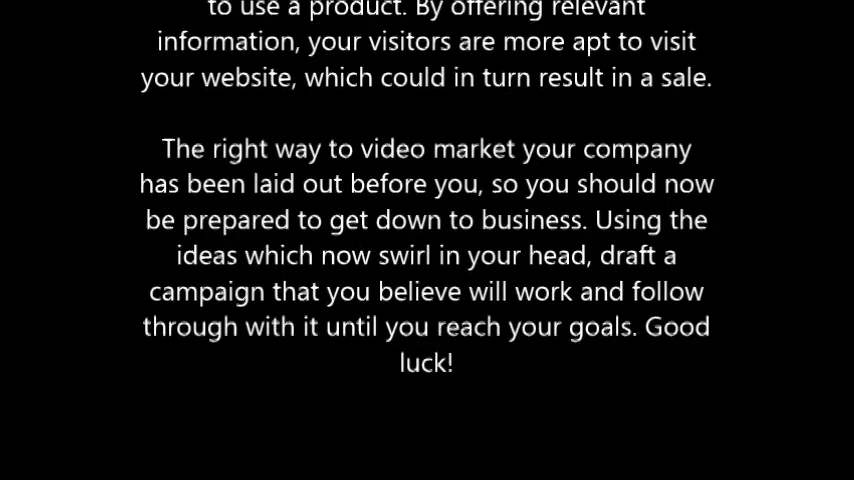 to use a product. By offering relevant
information, your visitors are more apt to visit
your website, which could in turn result in a sale.
The right way to video market your company
has been laid out before you, so you should now
be prepared to get down to business. Using the
ideas which now swirl in your head, draft a
campaign that you believe will work and follow
through with it until you reach your goals. Good
luck!